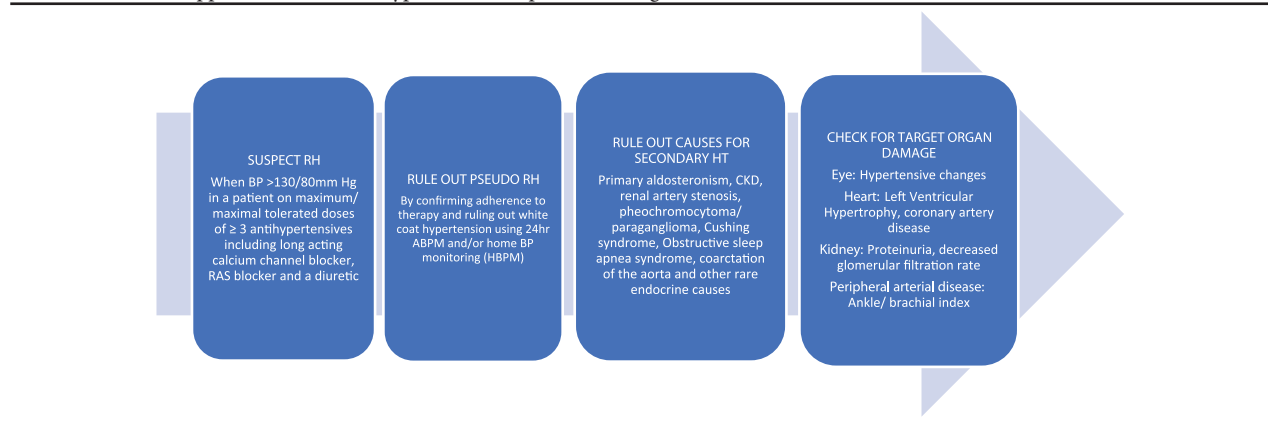 SUSPECT RH
When BP >130/80mm Hg
in a patient on maximum/
maximal tolerated doses
of ≥ 3 antihypertensives
including long acting
calcium channel blocker,
RAS blocker and a diuretic
RULE OUT PSEUDO RH
By confirming adherence to
therapy and ruling out white
coat hypertension using 24hr
ABPM and/or home BP
monitoring (HBPM)
RULE OUT CAUSES FOR
SECONDARY HT
Primary aldosteronism, CKD,
renal artery stenosis,
pheochromocytoma/
paraganglioma, Cushing
syndrome, Obstructive sleep
apnea syndrome, coarctation
of the aorta and other rare
endocrine causes
CHECK FOR TARGET ORGAN
DAMAGE
Eye: Hypertensive changes
Heart: Left Ventricular
Hypertrophy, coronary artery
disease
Kidney: Proteinuria, decreased
glomerular filtration rate
Peripheral arterial disease:
Ankle/ brachial index